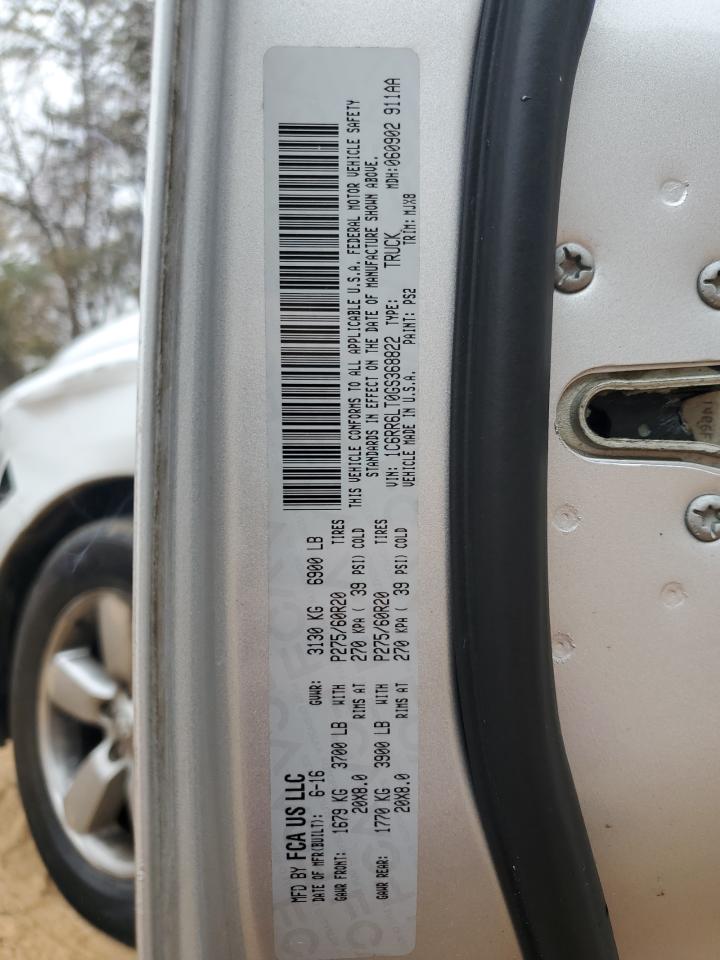 MFD BY FCA US LLC
DATE OF MFR(BUILT): 6-16 GVWR: 3130 KG 6900 LB
GAWR FRONT: 1679 KG 3700 LB WITH P275/60R20 TIRES
20X8.0 RIMS AT 270 KPA ( 39 PSI) COLD
GAWR REAR: 1770 KG 3900 LB WITH P275/60R20 TIRES
20X8.0 RIMS AT 270 KPA ( 39 PSI) COLD
THIS VEHICLE CONFORMS TO ALL APPLICABLE U.S.A. FEDERAL MOTOR VEHICLE SAFETY
STANDARDS IN EFFECT ON THE DATE OF MANUFACTURE SHOWN ABOVE.
VIN: 1C6RR6LT0GS368822 TYPE: TRUCK MDH:060902 911AA
VEHICLE MADE IN U.S.A. PAINT: PS2 TRIM: MJX8